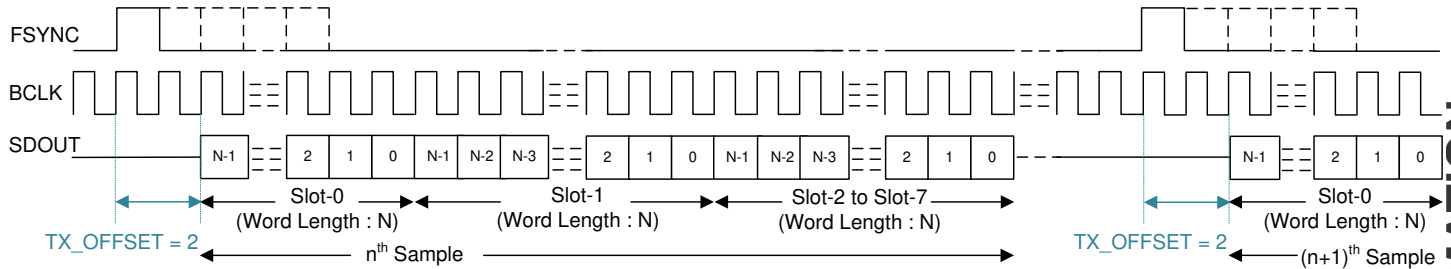 FSYNC
BCLK
SDOUT
N-1 2 1 0 N-1 N-2 N-3 2 1 0 N-1 N-2 N-3 2 1 0 N-1 2 1 0
Slot-0 Slot-1 Slot-2 to Slot-7 Slot-0
(Word Length : N) (Word Length : N) (Word Length : N) (Word Length : N)
TX_OFFSET = 2 TX_OFFSET = 2
nth Sample (n+1)th Sample